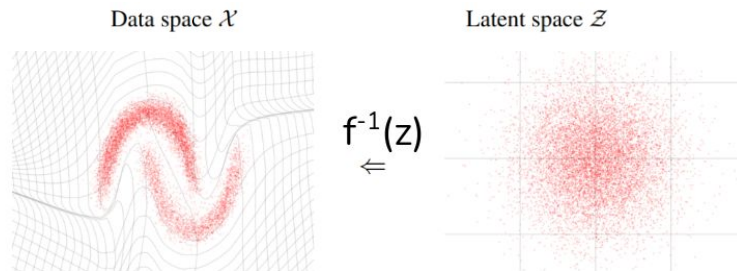 Data space 𝒳
Latent space 𝒵
f⁻¹(z)
⇐